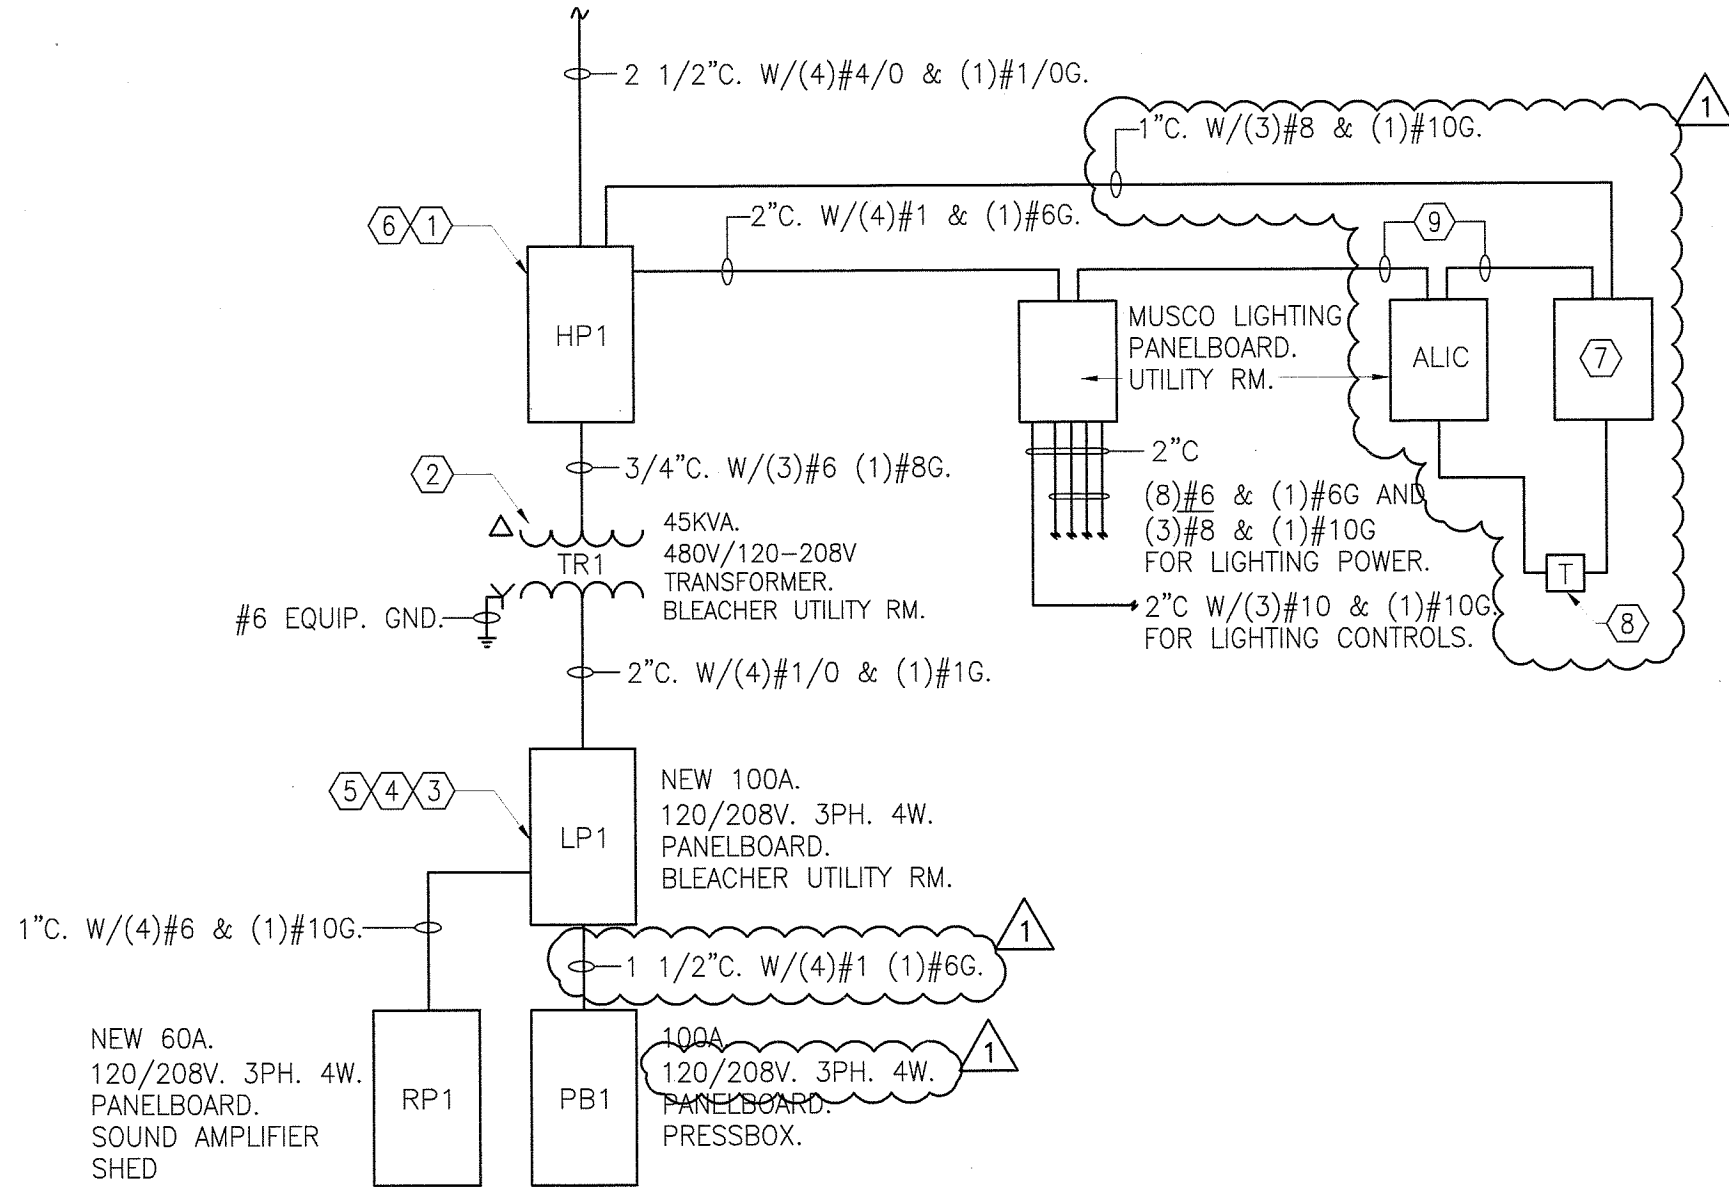 2 1/2"C. W/(4)#4/0 & (1)#1/0G.
1
1"C. W/(3)#8 & (1)#10G.
6 1
2"C. W/(4)#1 & (1)#6G.
9
HP1
MUSCO LIGHTING
PANELBOARD.
UTILITY RM.
ALIC
7
2
3/4"C. W/(3)#6 (1)#8G.
2"C
(8)#6 & (1)#6G AND
(3)#8 & (1)#10G
FOR LIGHTING POWER.
45KVA.
480V/120-208V
TRANSFORMER.
BLEACHER UTILITY RM.
TR1
T
8
#6 EQUIP. GND.
2"C W/(3)#10 & (1)#10G.
FOR LIGHTING CONTROLS.
2"C. W/(4)#1/0 & (1)#1G.
5 4 3
LP1
NEW 100A.
120/208V. 3PH. 4W.
PANELBOARD.
BLEACHER UTILITY RM.
1"C. W/(4)#6 & (1)#10G.
1
1 1/2"C. W/(4)#1 (1)#6G.
NEW 60A.
120/208V. 3PH. 4W.
PANELBOARD.
SOUND AMPLIFIER
SHED
RP1
PB1
100A.
120/208V. 3PH. 4W.
PANELBOARD.
PRESSBOX.
1